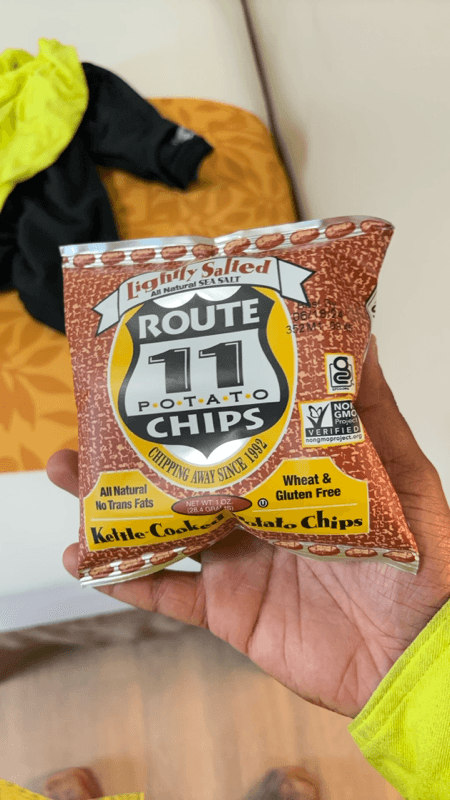 Lightly Salted
All Natural SEA SALT
ROUTE
11
P•O•T•A•T•O
CHIPS
CHIPPING AWAY SINCE 1992
NON
GMO
Project
VERIFIED
nongmoproject.org
All Natural
No Trans Fats
NET WT. 1 OZ.
(28.4 GRAMS)
Wheat &
Gluten Free
Kettle-Cooked Potato Chips